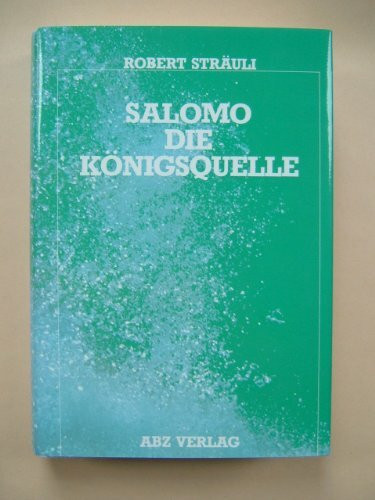 ROBERT STRÄULI
SALOMO
DIE
KÖNIGSQUELLE
ABZ VERLAG